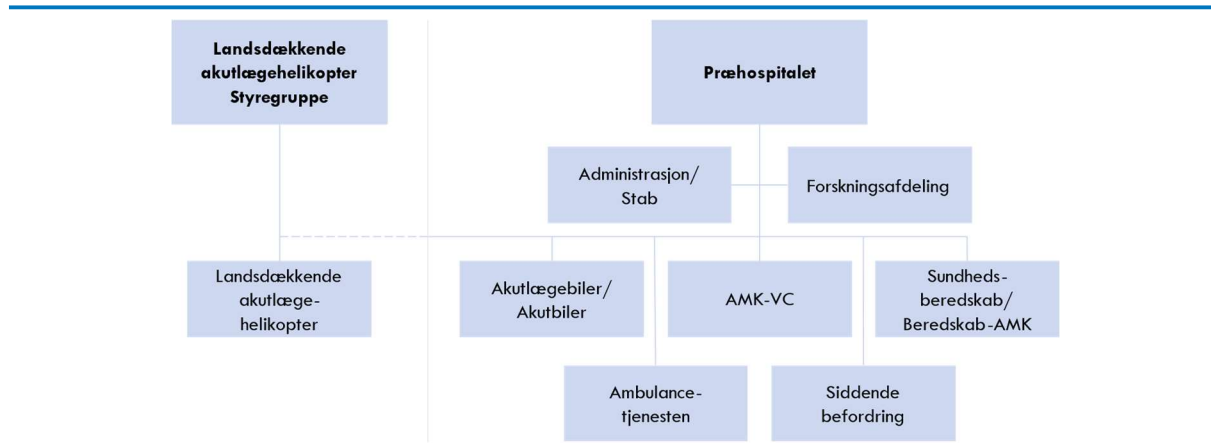 Landsdækkende
akutlægehelikopter
Styregruppe
Præhospitalet
Administrasjon/
Stab
Forskningsafdeling
Landsdækkende
akutlæge-
helikopter
Akutlægebiler/
Akutbiler
AMK-VC
Sundheds-
beredskab/
Beredskab-AMK
Ambulance-
tjenesten
Siddende
befordring